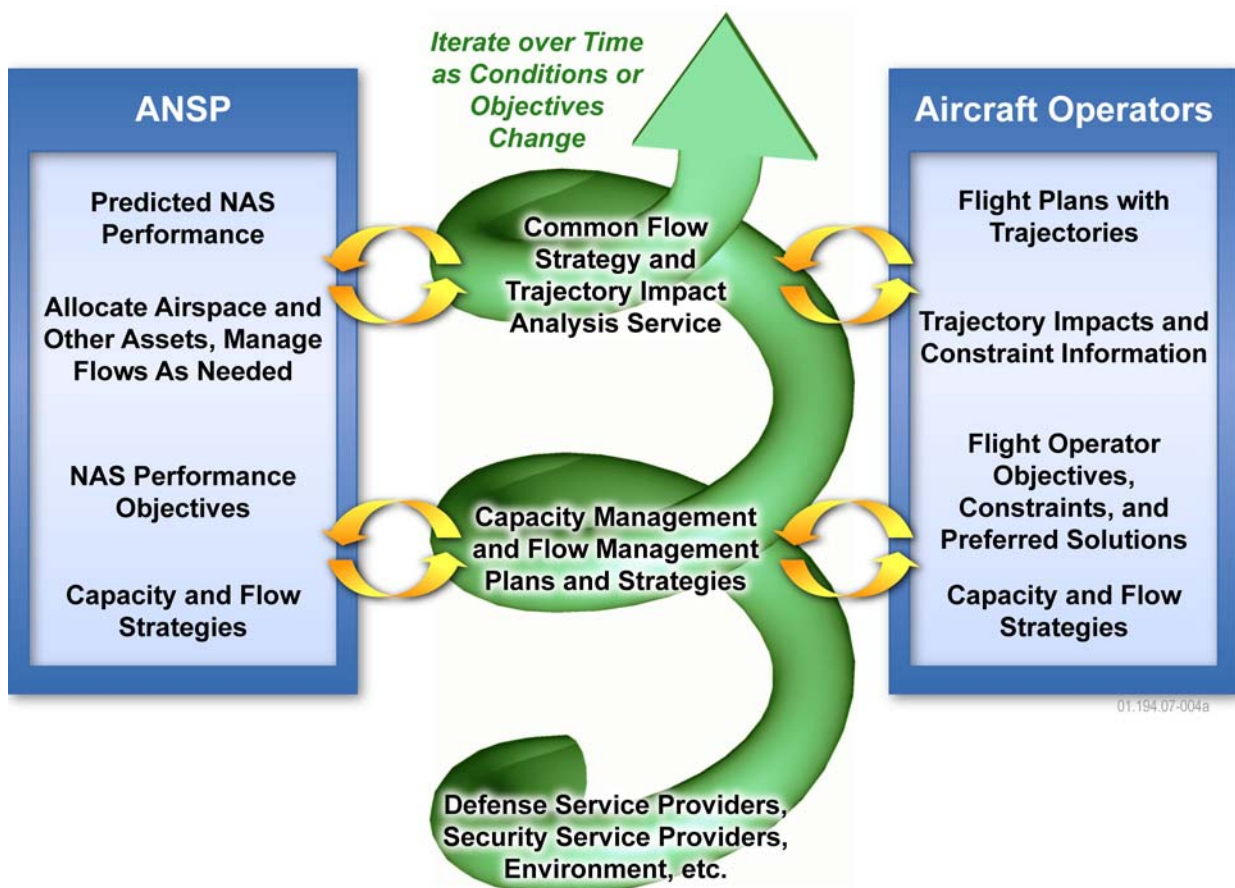 Iterate over Time
as Conditions or
Objectives
Change
ANSP
Predicted NAS
Performance
Allocate Airspace and
Other Assets, Manage
Flows As Needed
NAS Performance
Objectives
Capacity and Flow
Strategies
Common Flow
Strategy and
Trajectory Impact
Analysis Service
Capacity Management
and Flow Management
Plans and Strategies
Defense Service Providers,
Security Service Providers,
Environment, etc.
Aircraft Operators
Flight Plans with
Trajectories
Trajectory Impacts and
Constraint Information
Flight Operator
Objectives,
Constraints, and
Preferred Solutions
Capacity and Flow
Strategies
01.194.07-004a